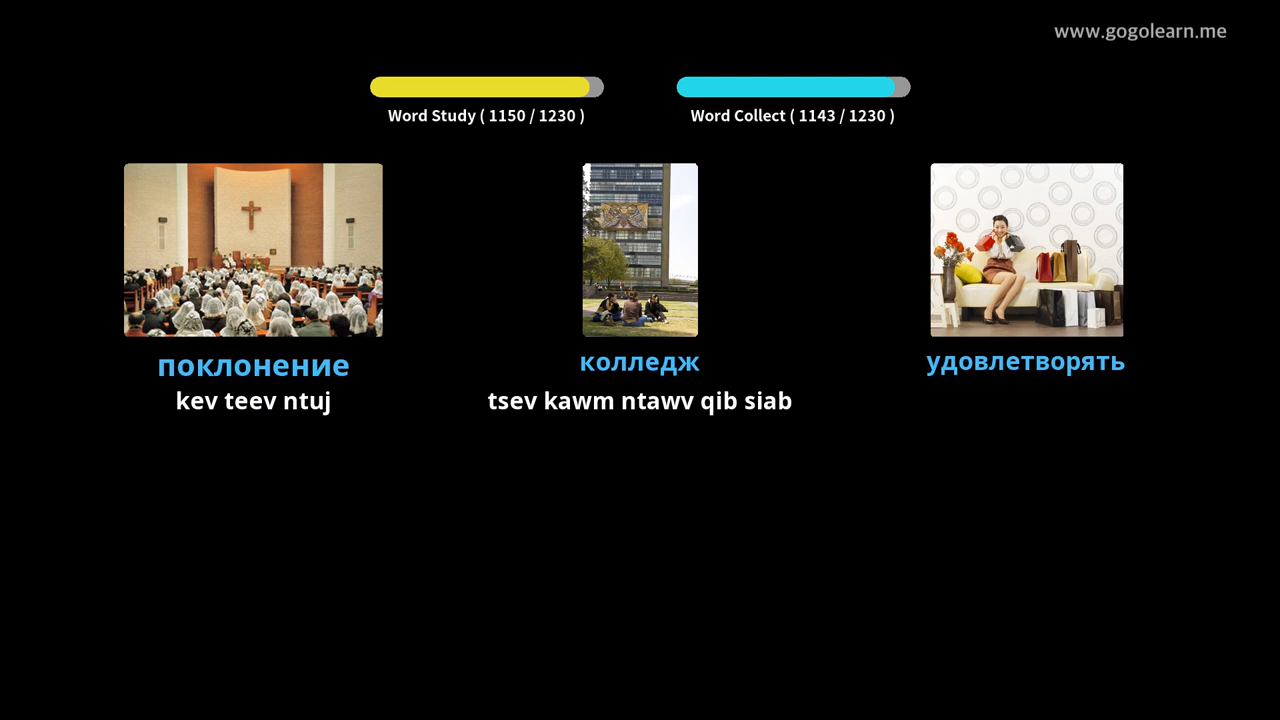 www.gogolearn.me
Word Study ( 1150 / 1230 )
Word Collect ( 1143 / 1230 )
поклонение
kev teev ntuj
колледж
tsev kawm ntawv qib siab
удовлетворять